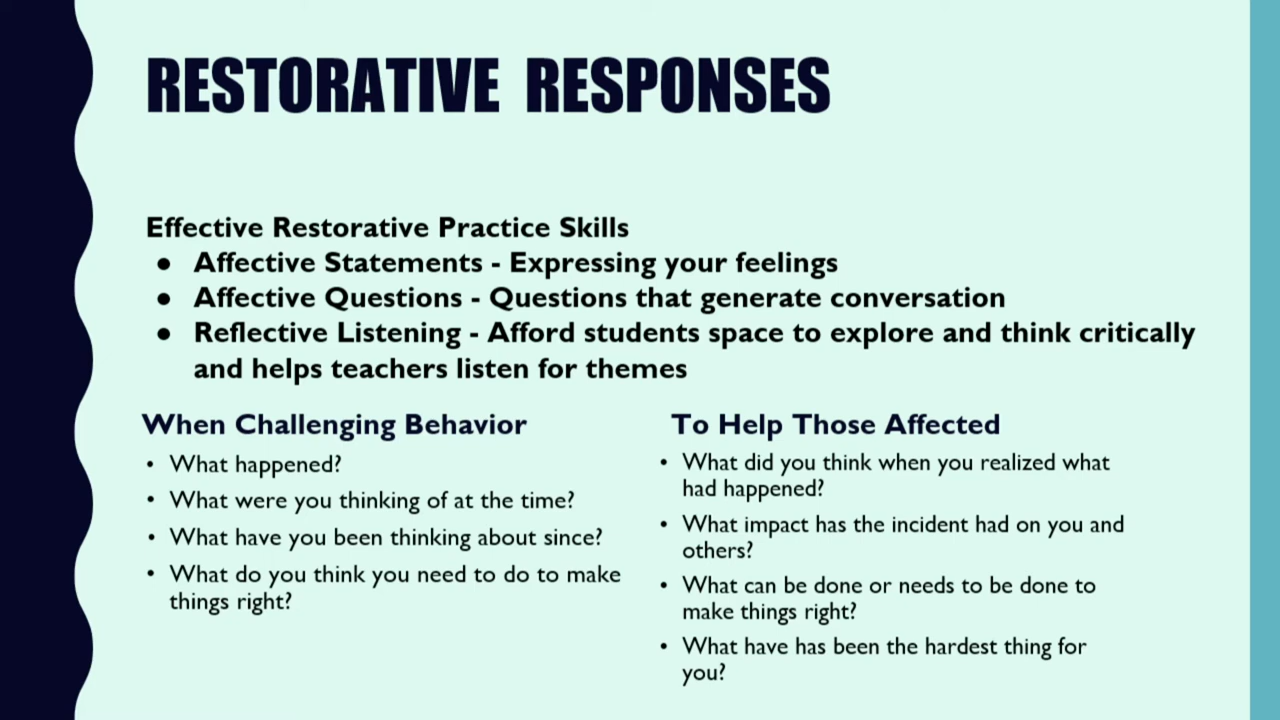 RESTORATIVE RESPONSES
Effective Restorative Practice Skills
● Affective Statements - Expressing your feelings
● Affective Questions - Questions that generate conversation
● Reflective Listening - Afford students space to explore and think critically
and helps teachers listen for themes
When Challenging Behavior
• What happened?
• What were you thinking of at the time?
• What have you been thinking about since?
• What do you think you need to do to make
things right?
To Help Those Affected
• What did you think when you realized what
had happened?
• What impact has the incident had on you and
others?
• What can be done or needs to be done to
make things right?
• What have has been the hardest thing for
you?